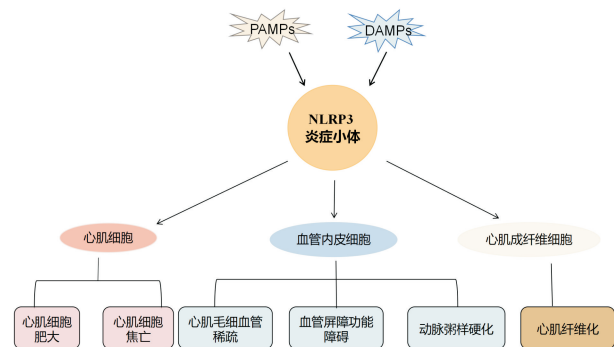 PAMPs
DAMPs
NLRP3
炎症小体
心肌细胞
血管内皮细胞
心肌成纤维细胞
心肌细胞
肥大
心肌细胞
焦亡
心肌毛细血管
稀疏
血管屏障功能
障碍
动脉粥样硬化
心肌纤维化